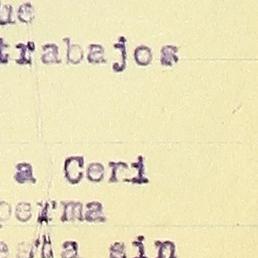 ue
trabajos
a Ceri
perma
esta sin